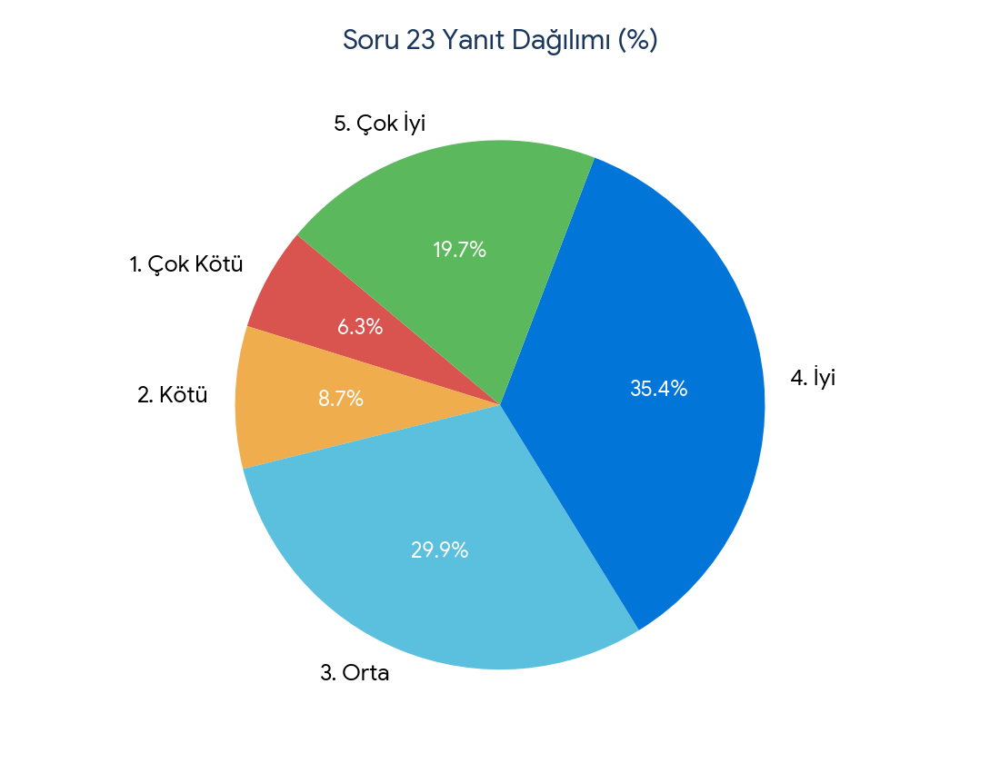 Soru 23 Yanıt Dağılımı (%)
5. Çok İyi
19.7%
1. Çok Kötü
6.3%
4. İyi
35.4%
2. Kötü
8.7%
29.9%
3. Orta